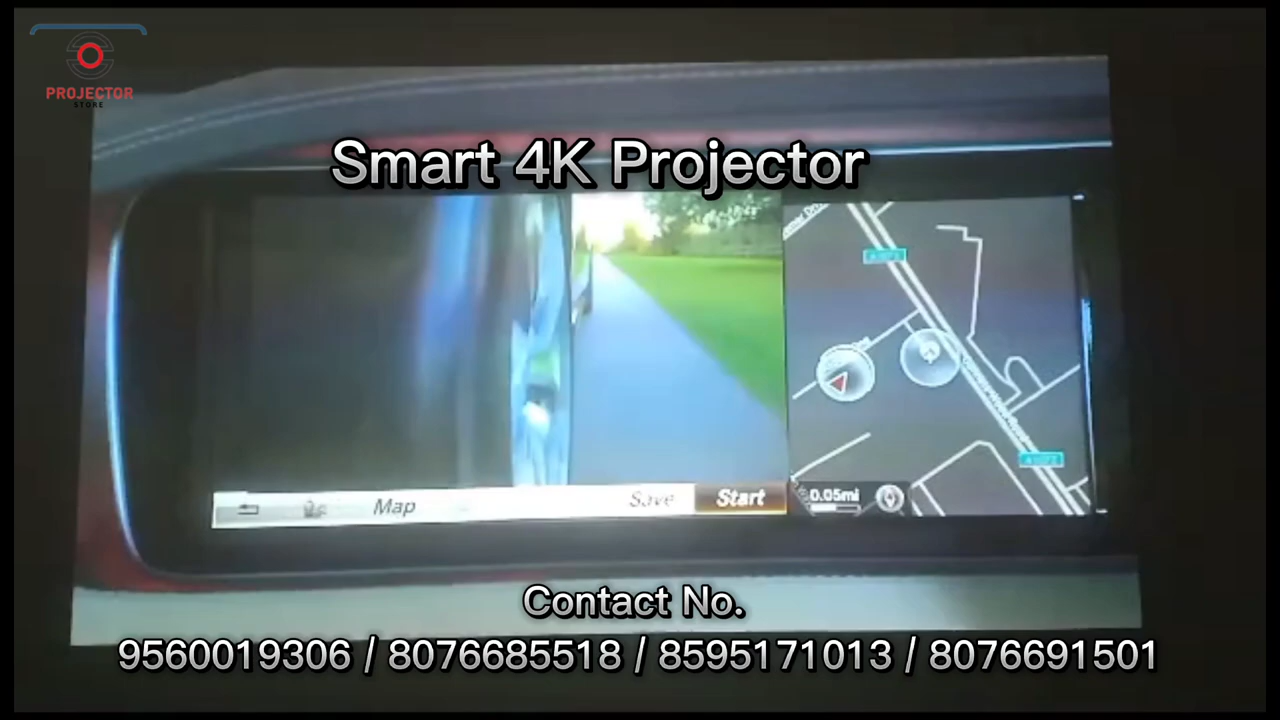 PROJECTOR
STORE
Smart 4K Projector
Map
Save
Start
0.05mi
Contact No.
9560019306 / 8076685518 / 8595171013 / 8076691501